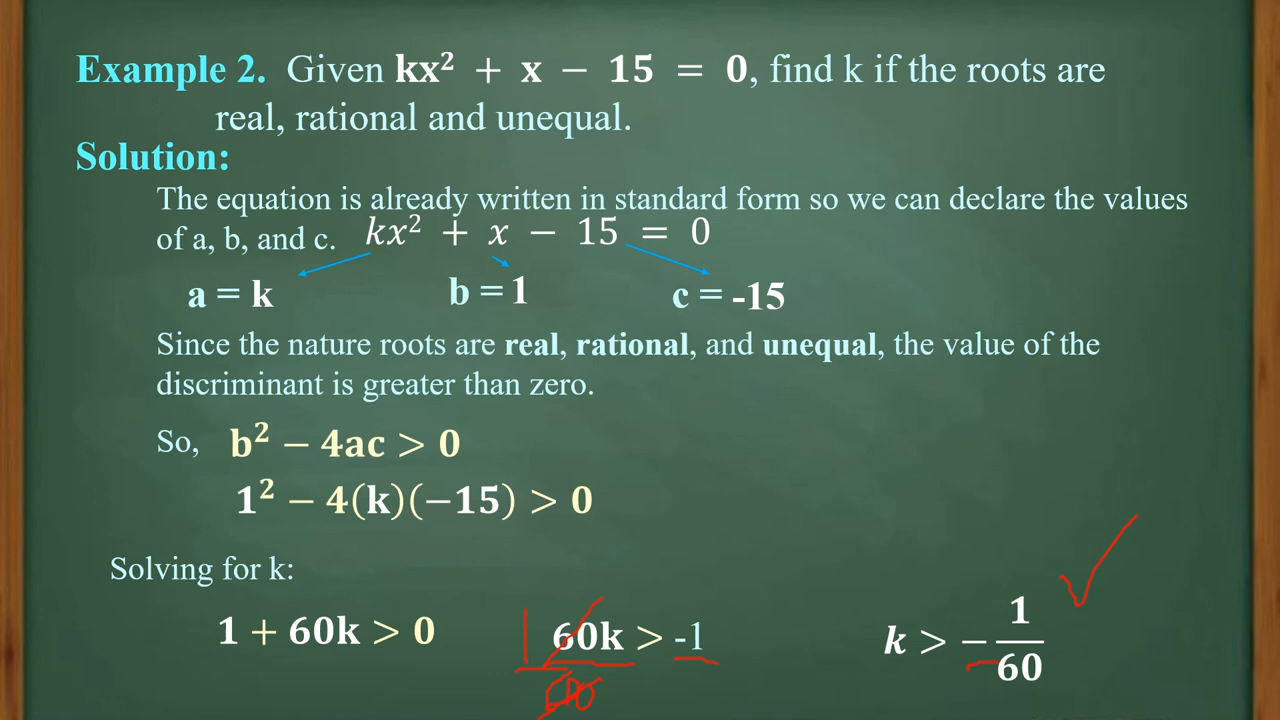 Example 2. Given kx² + x − 15 = 0, find k if the roots are
real, rational and unequal.
Solution:
The equation is already written in standard form so we can declare the values
of a, b, and c. kx² + x − 15 = 0
a = k b = 1 c = -15
Since the nature roots are real, rational, and unequal, the value of the
discriminant is greater than zero.
So, b² − 4ac > 0
1² − 4(k)(−15) > 0
Solving for k:
1 + 60k > 0 60k > -1 k > −1/60